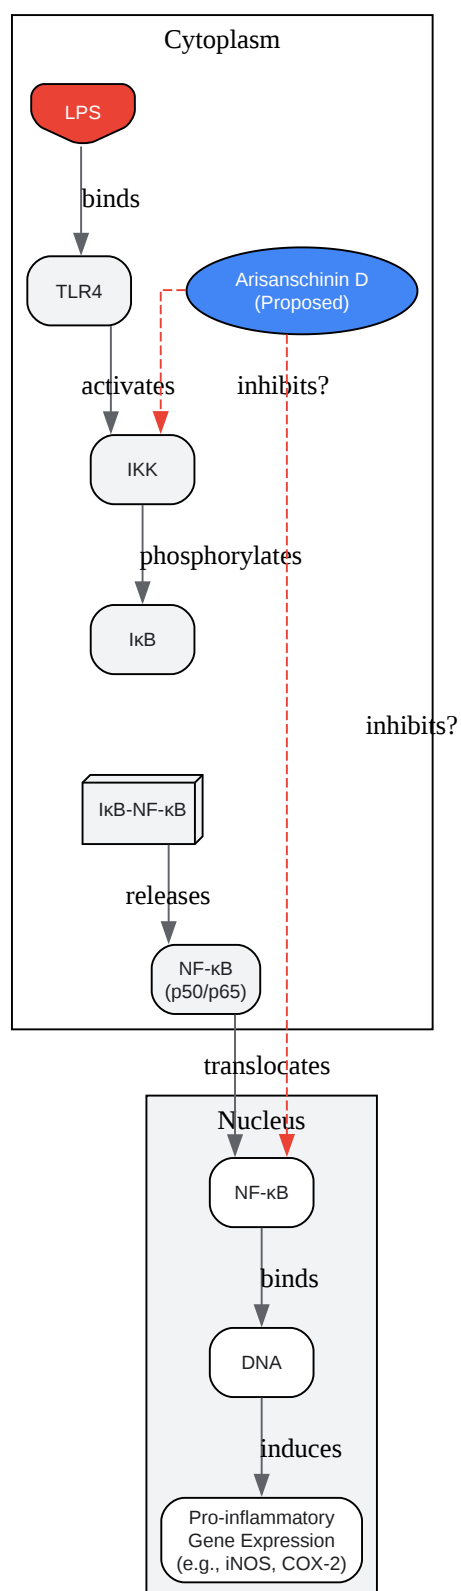 Cytoplasm
LPS
binds
TLR4
Arisanschinin D
(Proposed)
activates
inhibits?
IKK
phosphorylates
IκB
inhibits?
IκB-NF-κB
releases
NF-κB
(p50/p65)
translocates
Nucleus
NF-κB
binds
DNA
induces
Pro-inflammatory
Gene Expression
(e.g., iNOS, COX-2)